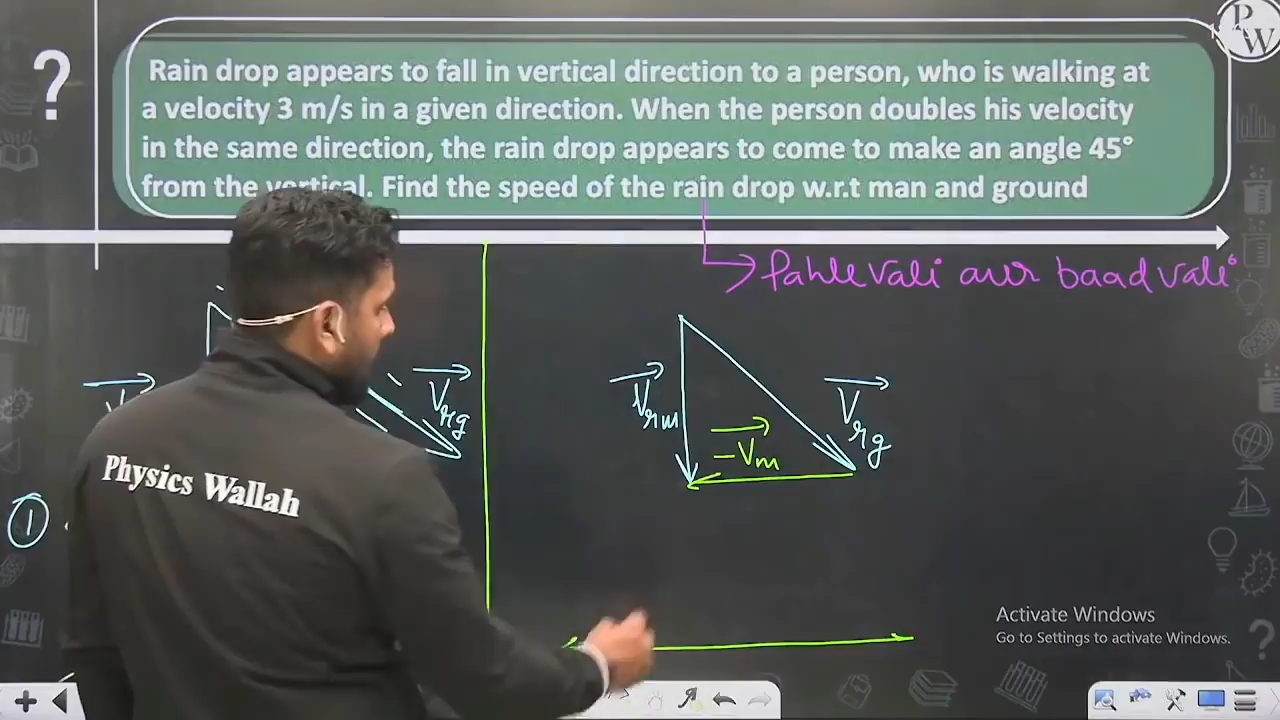 PW
?
Rain drop appears to fall in vertical direction to a person, who is walking at
a velocity 3 m/s in a given direction. When the person doubles his velocity
in the same direction, the rain drop appears to come to make an angle 45°
from the vertical. Find the speed of the rain drop w.r.t man and ground
Pahle vali aur baad vali
V
Vrg
Vrm
-Vm
Vrg
1
Physics Wallah
Activate Windows
Go to Settings to activate Windows.